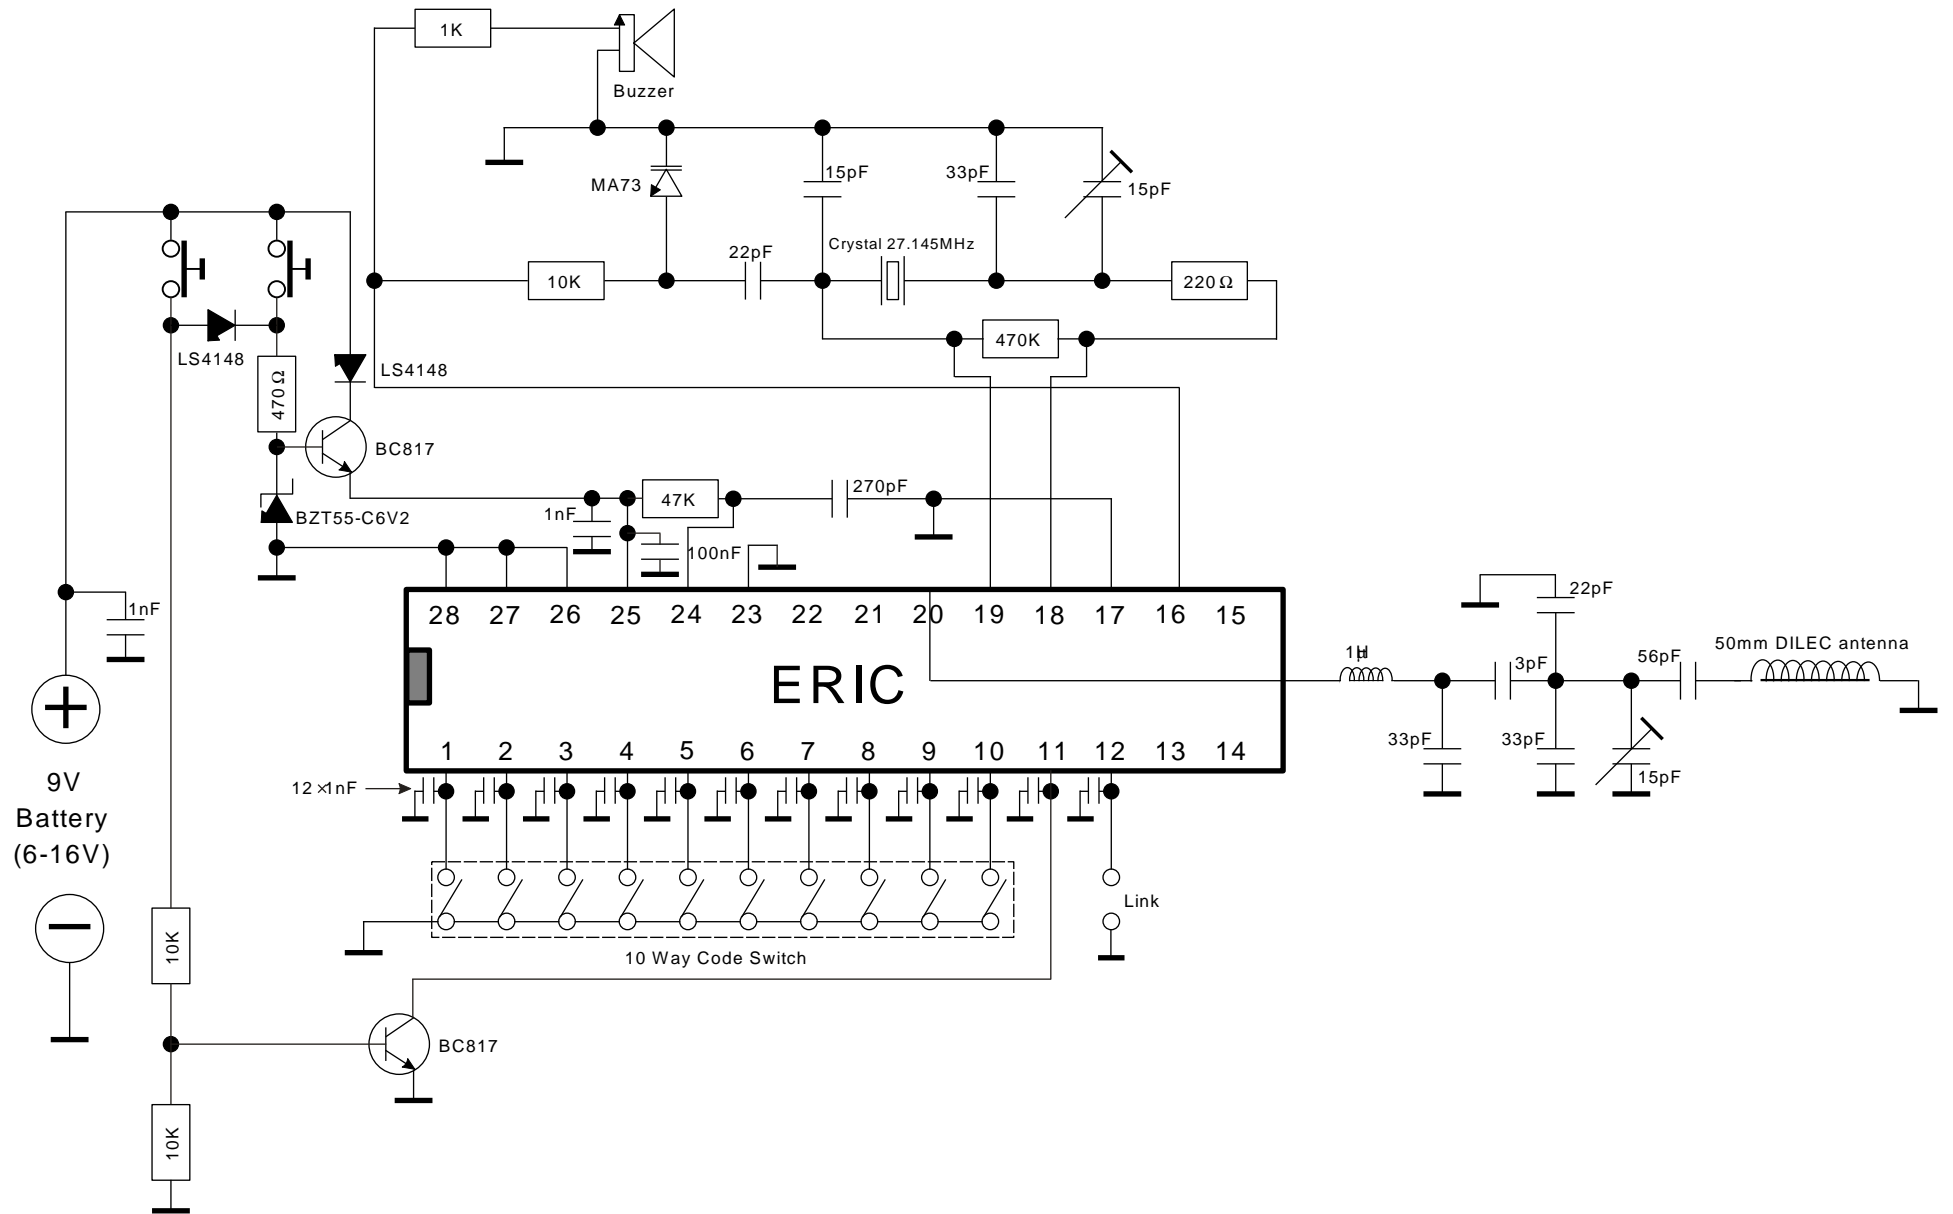 1K
Buzzer
MA73
15pF
33pF
15pF
22pF
Crystal 27.145MHz
10K
220Ω
470K
LS4148
LS4148
470Ω
BC817
BZT55-C6V2
47K
270pF
1nF
100nF
1nF
28 27 26 25 24 23 22 21 20 19 18 17 16 15
ERIC
1 2 3 4 5 6 7 8 9 10 11 12 13 14
22pF
1µH
3pF
56pF
50mm DILEC antenna
33pF
33pF
15pF
12×1nF
9V
Battery
(6-16V)
Link
10 Way Code Switch
10K
BC817
10K